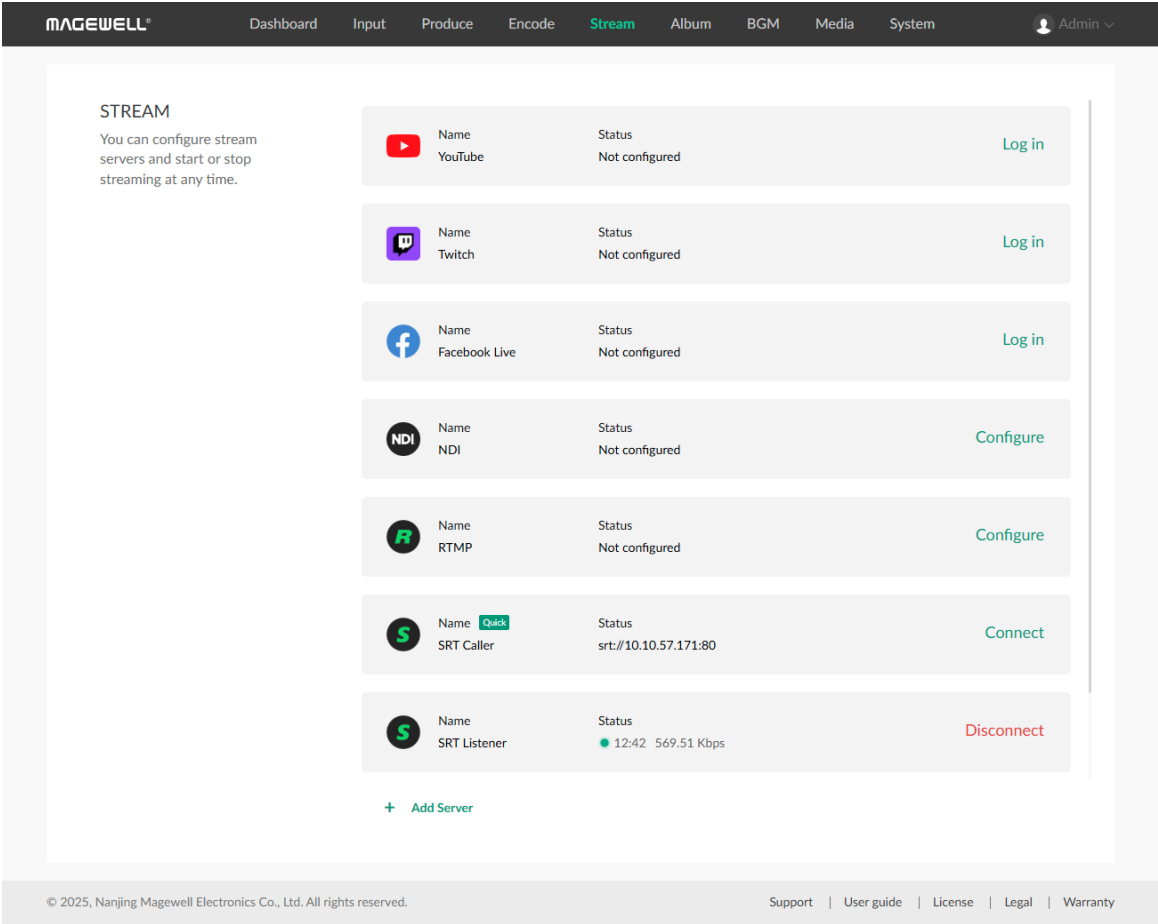 MAGEWELL®
Dashboard Input Produce Encode Stream Album BGM Media System Admin
STREAM
You can configure stream
servers and start or stop
streaming at any time.
Name Status
YouTube Not configured Log in
Name Status
Twitch Not configured Log in
Name Status
Facebook Live Not configured Log in
NDI
Name Status
NDI Not configured Configure
R
Name Status
RTMP Not configured Configure
S
Name Quick Status
SRT Caller srt://10.10.57.171:80 Connect
S
Name Status
SRT Listener 12:42 569.51 Kbps Disconnect
+ Add Server
© 2025, Nanjing Magewell Electronics Co., Ltd. All rights reserved. Support | User guide | License | Legal | Warranty